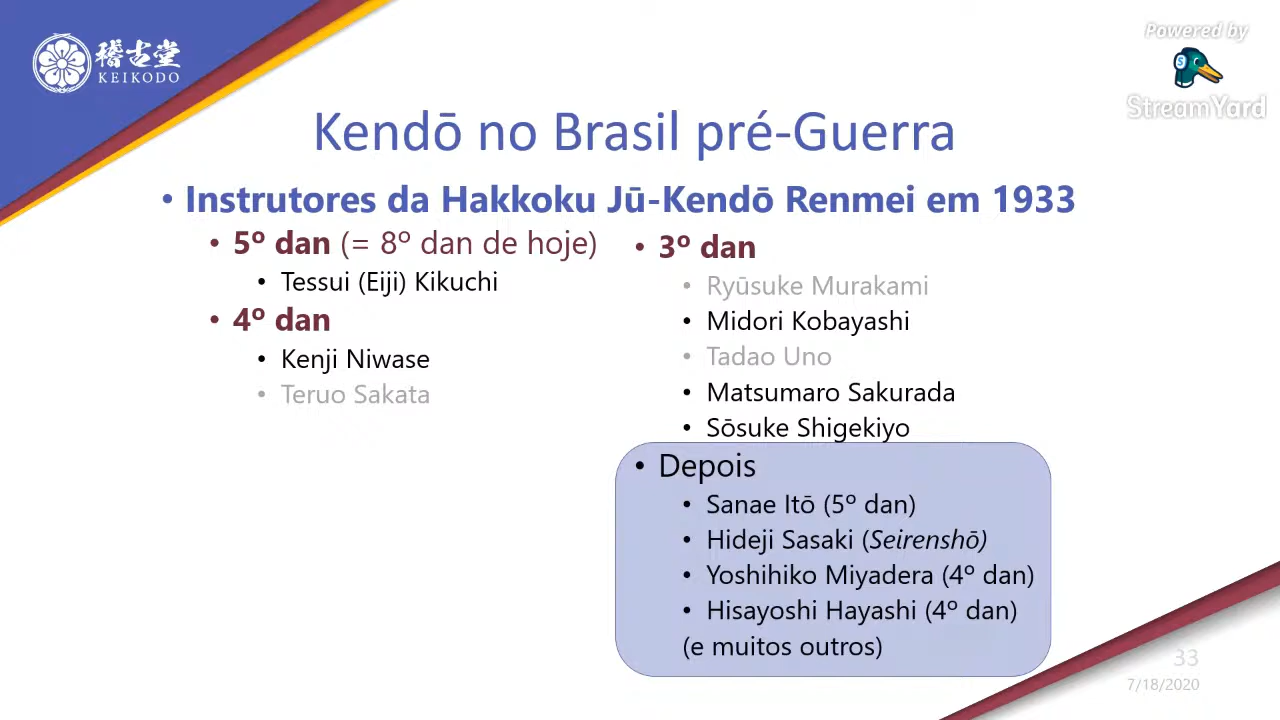 稽古堂
KEIKODO
Powered by
StreamYard
Kendō no Brasil pré-Guerra
• Instrutores da Hakkoku Jū-Kendō Renmei em 1933
• 5º dan (= 8º dan de hoje)
• Tessui (Eiji) Kikuchi
• 4º dan
• Kenji Niwase
• Teruo Sakata
• 3º dan
• Ryūsuke Murakami
• Midori Kobayashi
• Tadao Uno
• Matsumaro Sakurada
• Sōsuke Shigekiyo
• Depois
• Sanae Itō (5º dan)
• Hideji Sasaki (Seirenshō)
• Yoshihiko Miyadera (4º dan)
• Hisayoshi Hayashi (4º dan)
(e muitos outros)
33
7/18/2020